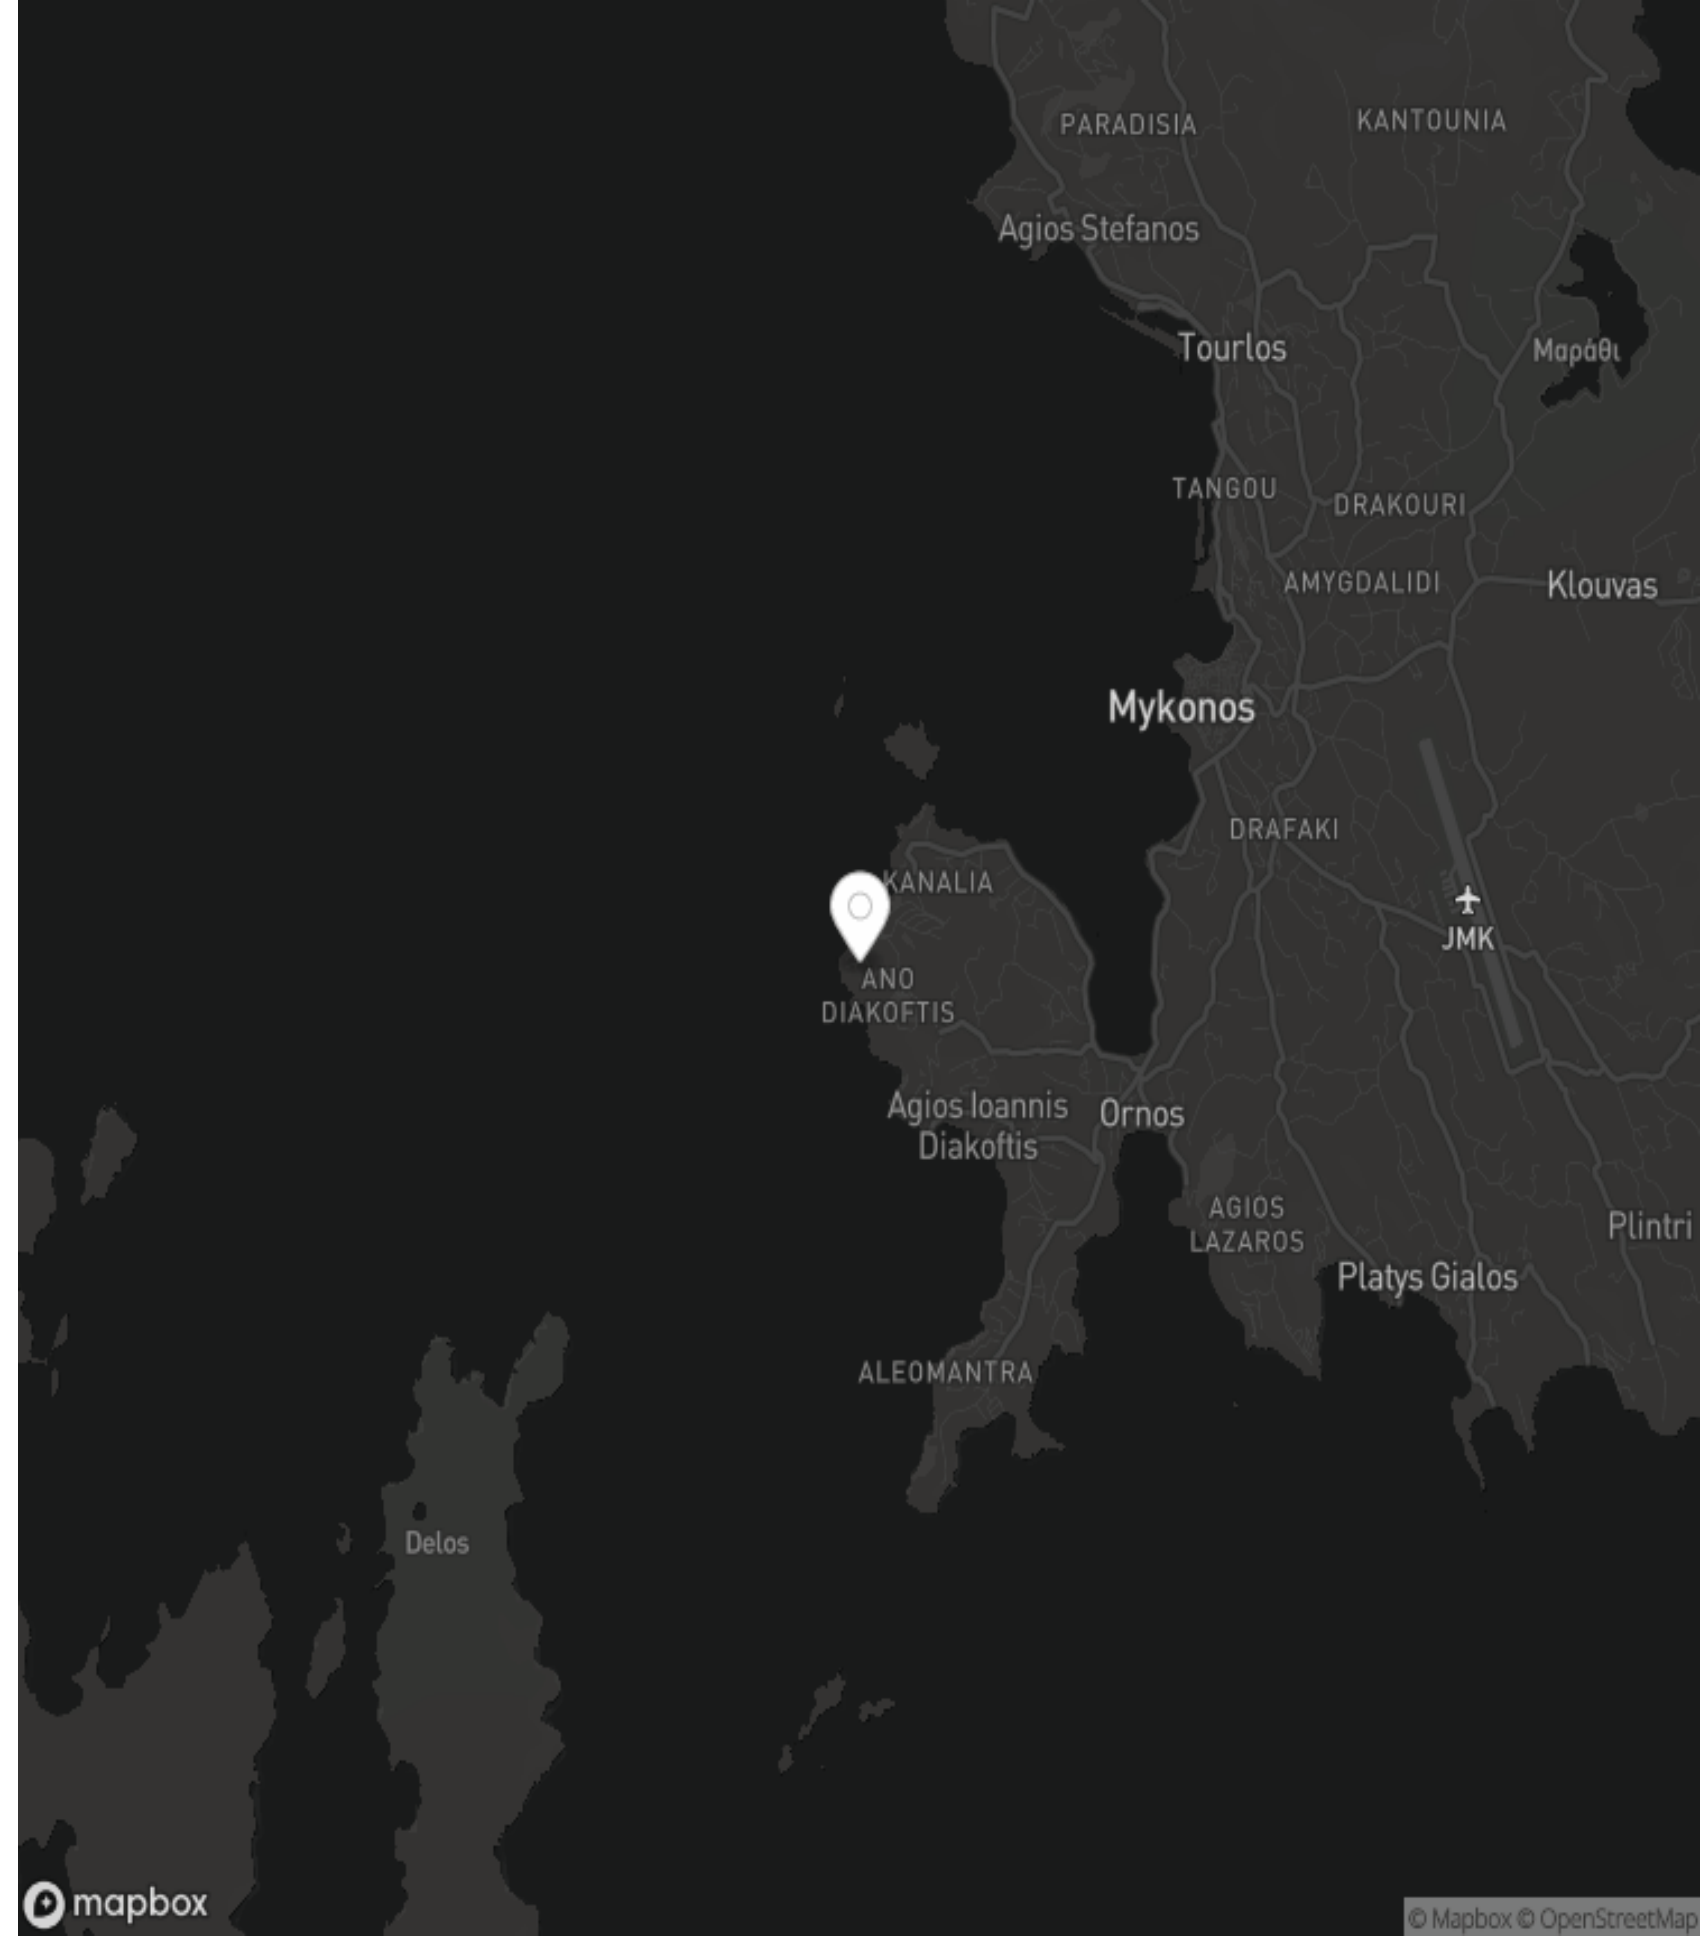 PARADISIA
KANTOUNIA
Agios Stefanos
Tourlos
Μαράθι
TANGOU
DRAKOURI
AMYGDALIDI
Klouvas
Mykonos
DRAFAKI
KANALIA
JMK
ANO
DIAKOFTIS
Agios Ioannis
Diakoftis
Ornos
AGIOS
LAZAROS
Plintri
Platys Gialos
ALEOMANTRA
Delos
mapbox
© Mapbox © OpenStreetMap